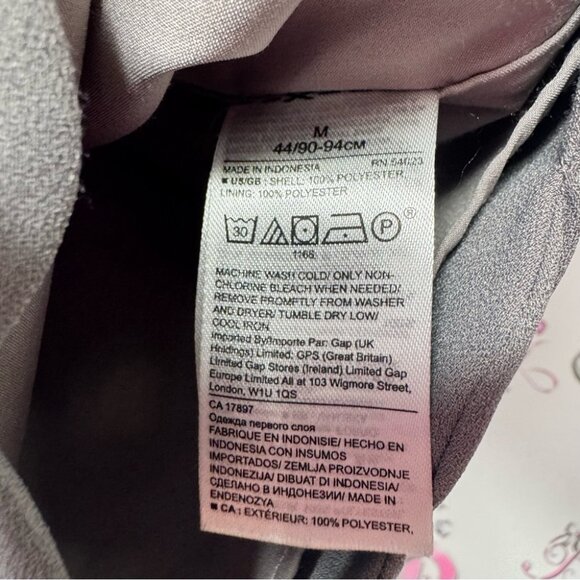 M
44/90-94см
MADE IN INDONESIA RN 54023
■ US/GB : SHELL: 100% POLYESTER,
LINING: 100% POLYESTER
30 P®
1166
MACHINE WASH COLD/ ONLY NON-
CHLORINE BLEACH WHEN NEEDED/
REMOVE PROMPTLY FROM WASHER
AND DRYER/ TUMBLE DRY LOW/
COOL IRON
Imported By/Importe Par: Gap (UK
Holdings) Limited: GPS (Great Britain)
Limited Gap Stores (Ireland) Limited Gap
Europe Limited All at 103 Wigmore Street,
London, W1U 1QS
CA 17897
Одежда первого слоя
FABRIQUE EN INDONISIE/ HECHO EN
INDONESIA CON INSUMOS
IMPORTADOS/ ZEMLJA PROIZVODNJE
INDONEZIJA/ DIBUAT DI INDONESIA/
СДЕЛАНО В ИНДОНЕЗИИ/ MADE IN
ENDENOZYA
■ CA : EXTÉRIEUR: 100% POLYESTER,